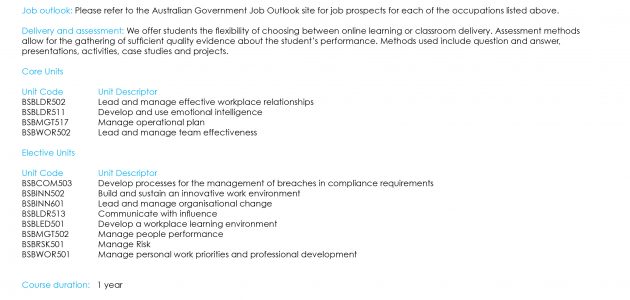 Job outlook: Please refer to the Australian Government Job Outlook site for job prospects for each of the occupations listed above.
Delivery and assessment: We offer students the flexibility of choosing between online learning or classroom delivery. Assessment methods
allow for the gathering of sufficient quality evidence about the student's performance. Methods used include question and answer,
presentations, activities, case studies and projects.
Core Units
Unit Code Unit Descriptor
BSBLDR502 Lead and manage effective workplace relationships
BSBLDR511 Develop and use emotional intelligence
BSBMGT517 Manage operational plan
BSBWOR502 Lead and manage team effectiveness
Elective Units
Unit Code Unit Descriptor
BSBCOM503 Develop processes for the management of breaches in compliance requirements
BSBINN502 Build and sustain an innovative work environment
BSBINN601 Lead and manage organisational change
BSBLDR513 Communicate with influence
BSBLED501 Develop a workplace learning environment
BSBMGT502 Manage people performance
BSBRSK501 Manage Risk
BSBWOR501 Manage personal work priorities and professional development
Course duration: 1 year